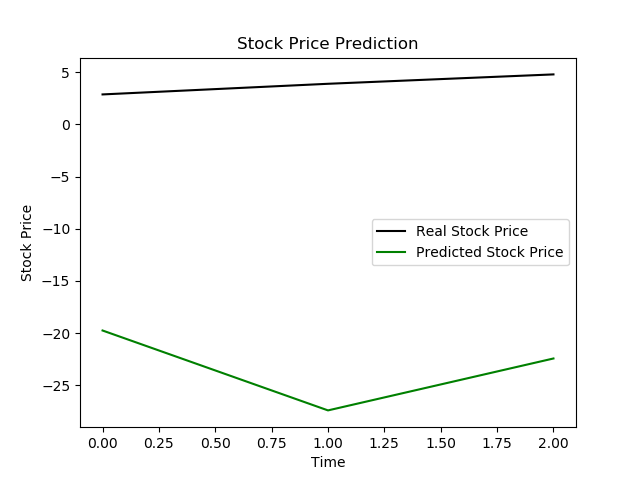 Stock Price Prediction
Stock Price
5
0
−5
−10
−15
−20
−25
Real Stock Price
Predicted Stock Price
0.00 0.25 0.50 0.75 1.00 1.25 1.50 1.75 2.00
Time